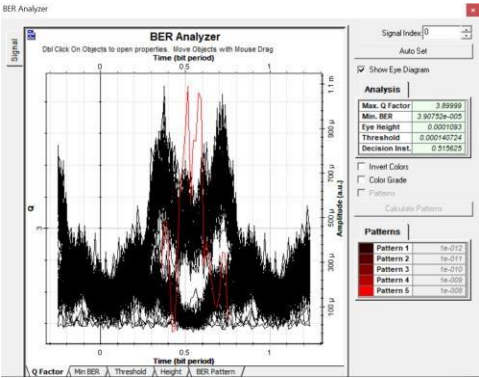 BER Analyzer
Signal
BER Analyzer
Dbl Click On Objects to open properties. Move Objects with Mouse Drag
Time (bit period)
0 0.5 1
Q
3
1.1 m
900 µ
700 µ
500 µ
300 µ
100 µ
Amplitude (a.u.)
0 0.5 1
Time (bit period)
Q Factor Min BER Threshold Height BER Pattern
Signal Index: 0
Auto Set
Show Eye Diagram
Analysis
Max. Q Factor 3.89999
Min. BER 3.90752e-005
Eye Height 0.0001093
Threshold 0.000140724
Decision Inst. 0.515625
Invert Colors
Color Grade
Patterns
Calculate Patterns
Patterns
Pattern 1 1e-012
Pattern 2 1e-011
Pattern 3 1e-010
Pattern 4 1e-009
Pattern 5 1e-008